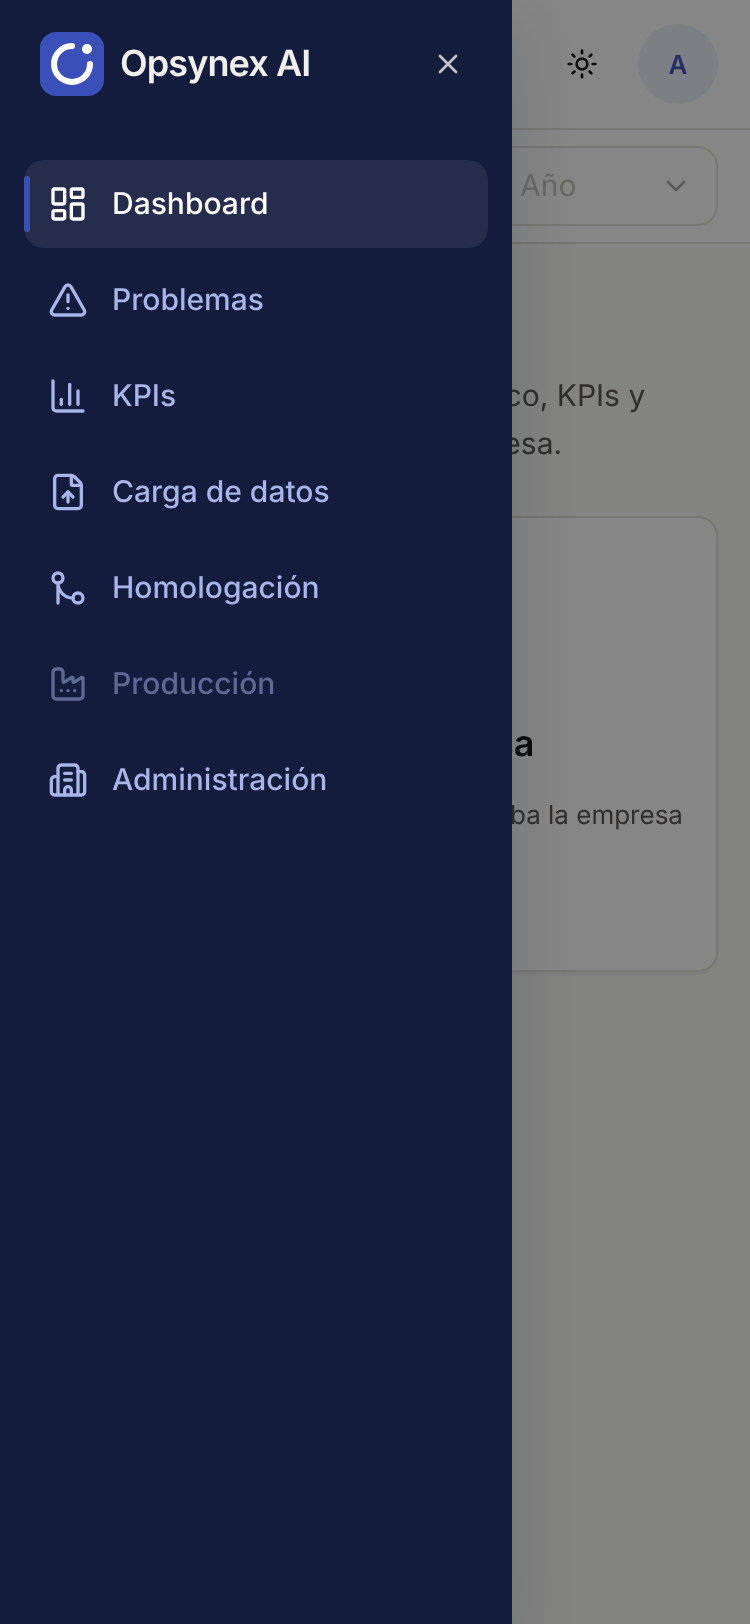 Opsynex AI
A
Dashboard
Año
Problemas
KPIs
co, KPIs y
esa.
Carga de datos
Homologación
Producción
a
Administración
ba la empresa